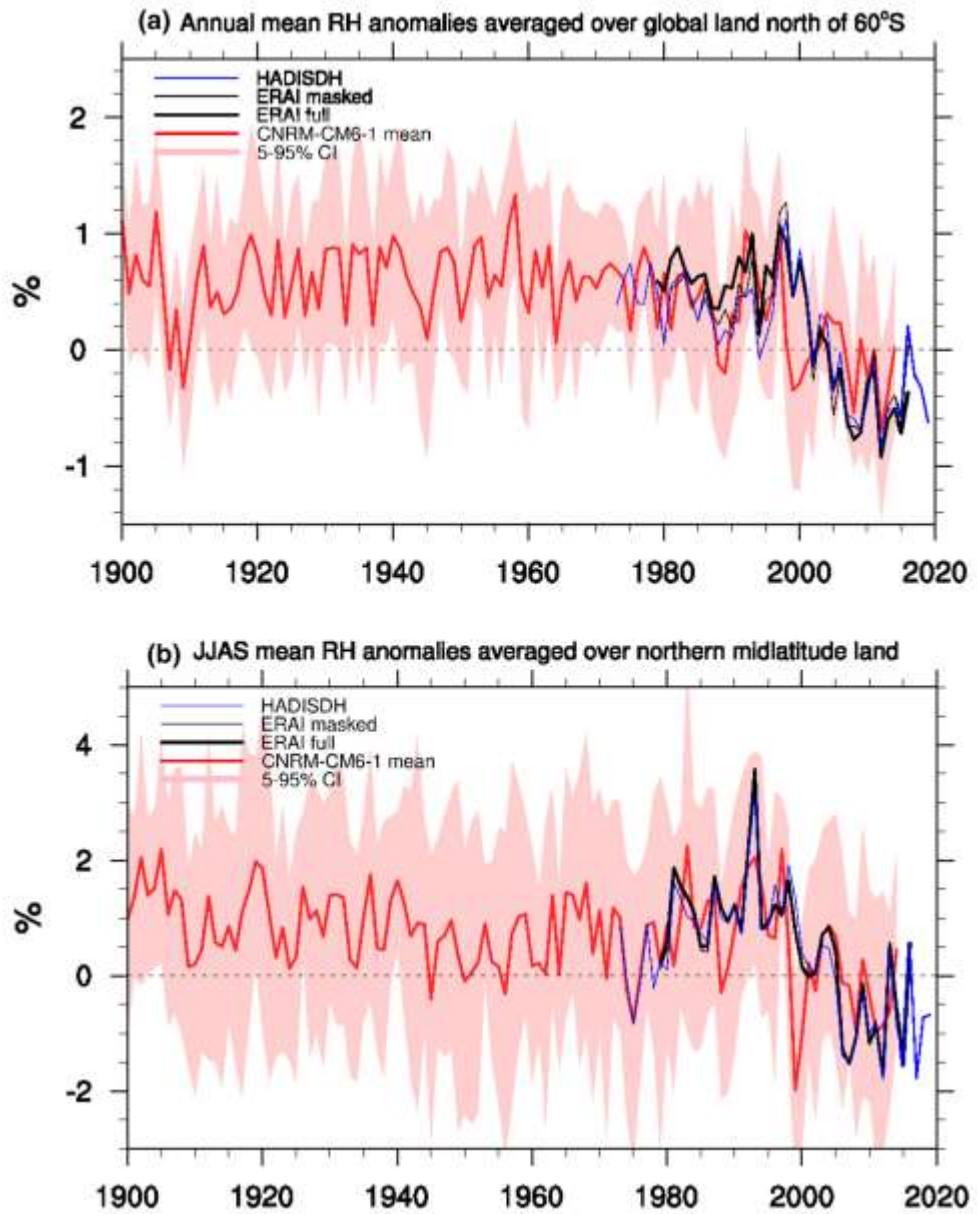 (a) Annual mean RH anomalies averaged over global land north of 60°S
HADISDH
ERAI masked
ERAI full
CNRM-CM6-1 mean
5-95% CI
2
1
0
-1
%
1900 1920 1940 1960 1980 2000 2020
(b) JJAS mean RH anomalies averaged over northern midlatitude land
HADISDH
ERAI masked
ERAI full
CNRM-CM6-1 mean
5-95% CI
4
2
0
-2
%
1900 1920 1940 1960 1980 2000 2020